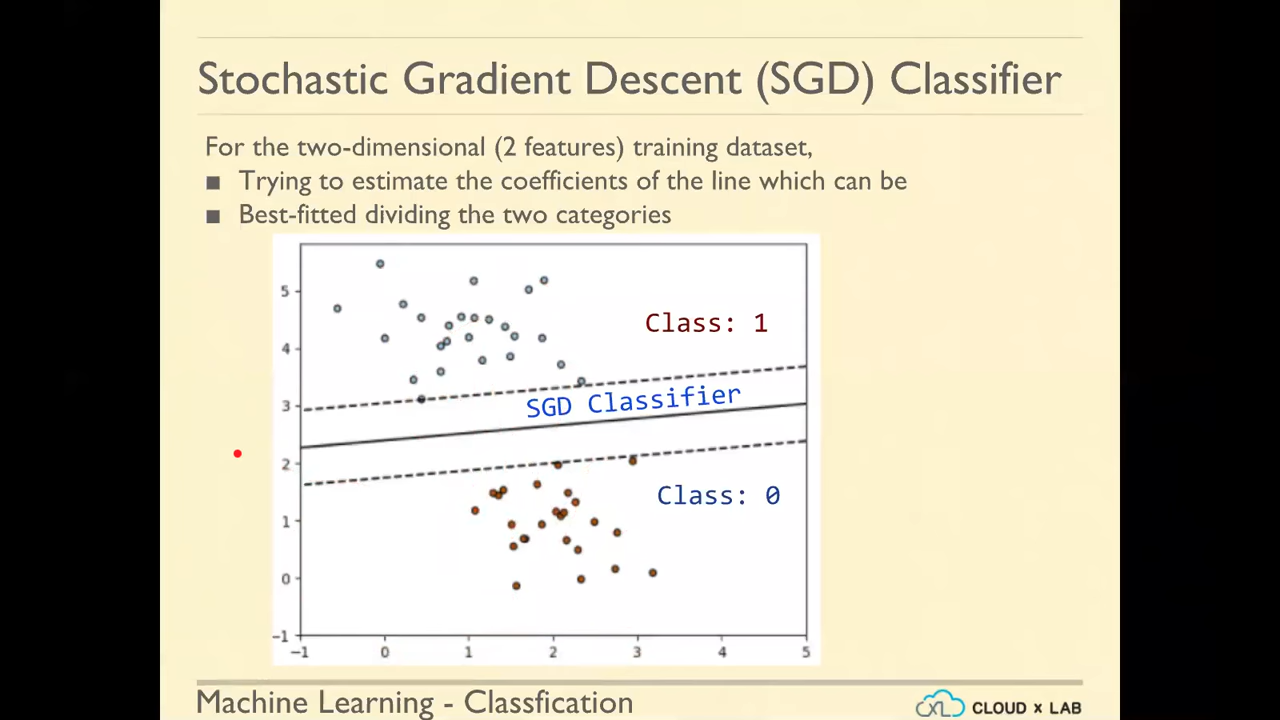 Stochastic Gradient Descent (SGD) Classifier
For the two-dimensional (2 features) training dataset,
■ Trying to estimate the coefficients of the line which can be
■ Best-fitted dividing the two categories
5
4
3
2
1
0
−1
Class: 1
SGD Classifier
Class: 0
−1 0 1 2 3 4 5
Machine Learning - Classfication
CLOUD x LAB